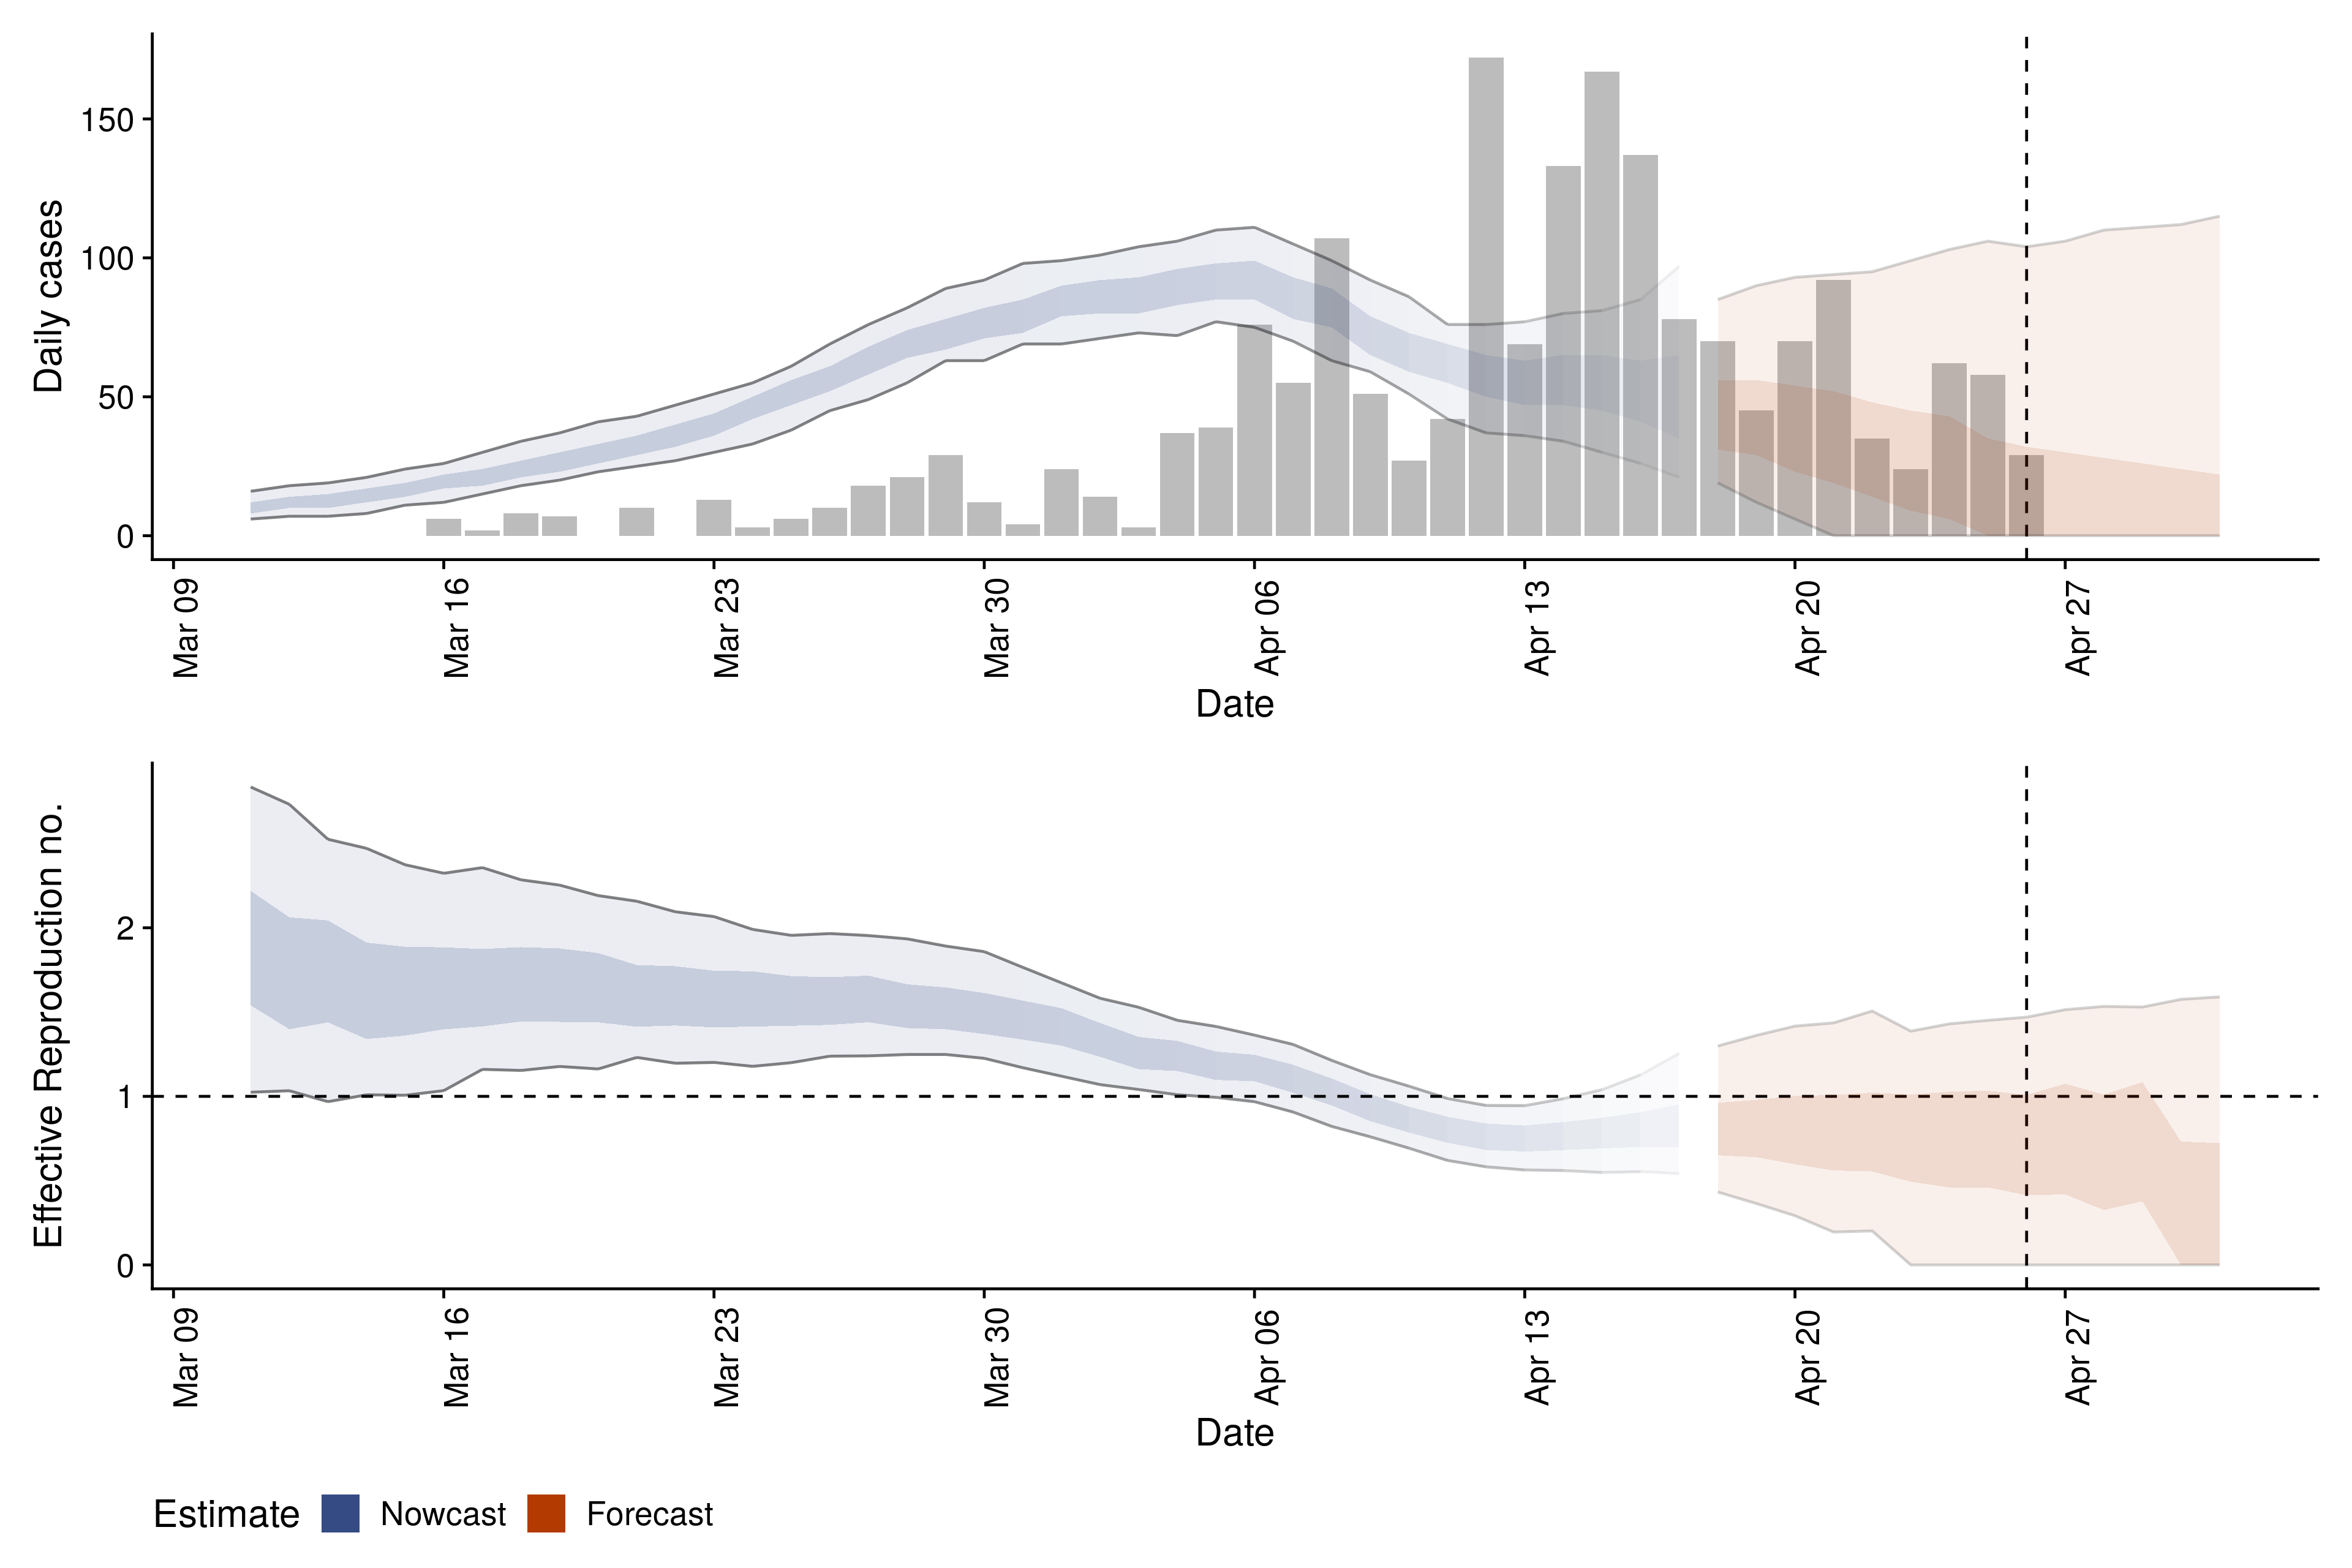 Daily cases
150
100
50
0
Mar 09
Mar 16
Mar 23
Mar 30
Apr 06
Apr 13
Apr 20
Apr 27
Date
Effective Reproduction no.
2
1
0
Mar 09
Mar 16
Mar 23
Mar 30
Apr 06
Apr 13
Apr 20
Apr 27
Date
Estimate Nowcast Forecast